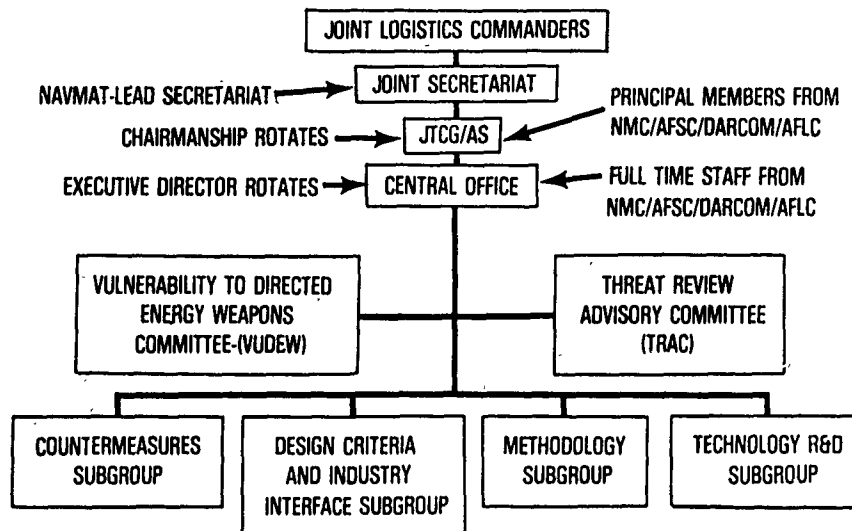 JOINT LOGISTICS COMMANDERS
JOINT SECRETARIAT
NAVMAT-LEAD SECRETARIAT
PRINCIPAL MEMBERS FROM
NMC/AFSC/DARCOM/AFLC
CHAIRMANSHIP ROTATES
JTCG/AS
EXECUTIVE DIRECTOR ROTATES
CENTRAL OFFICE
FULL TIME STAFF FROM
NMC/AFSC/DARCOM/AFLC
VULNERABILITY TO DIRECTED
ENERGY WEAPONS
COMMITTEE-(VUDEW)
THREAT REVIEW
ADVISORY COMMITTEE
(TRAC)
COUNTERMEASURES
SUBGROUP
DESIGN CRITERIA
AND INDUSTRY
INTERFACE SUBGROUP
METHODOLOGY
SUBGROUP
TECHNOLOGY R&D
SUBGROUP